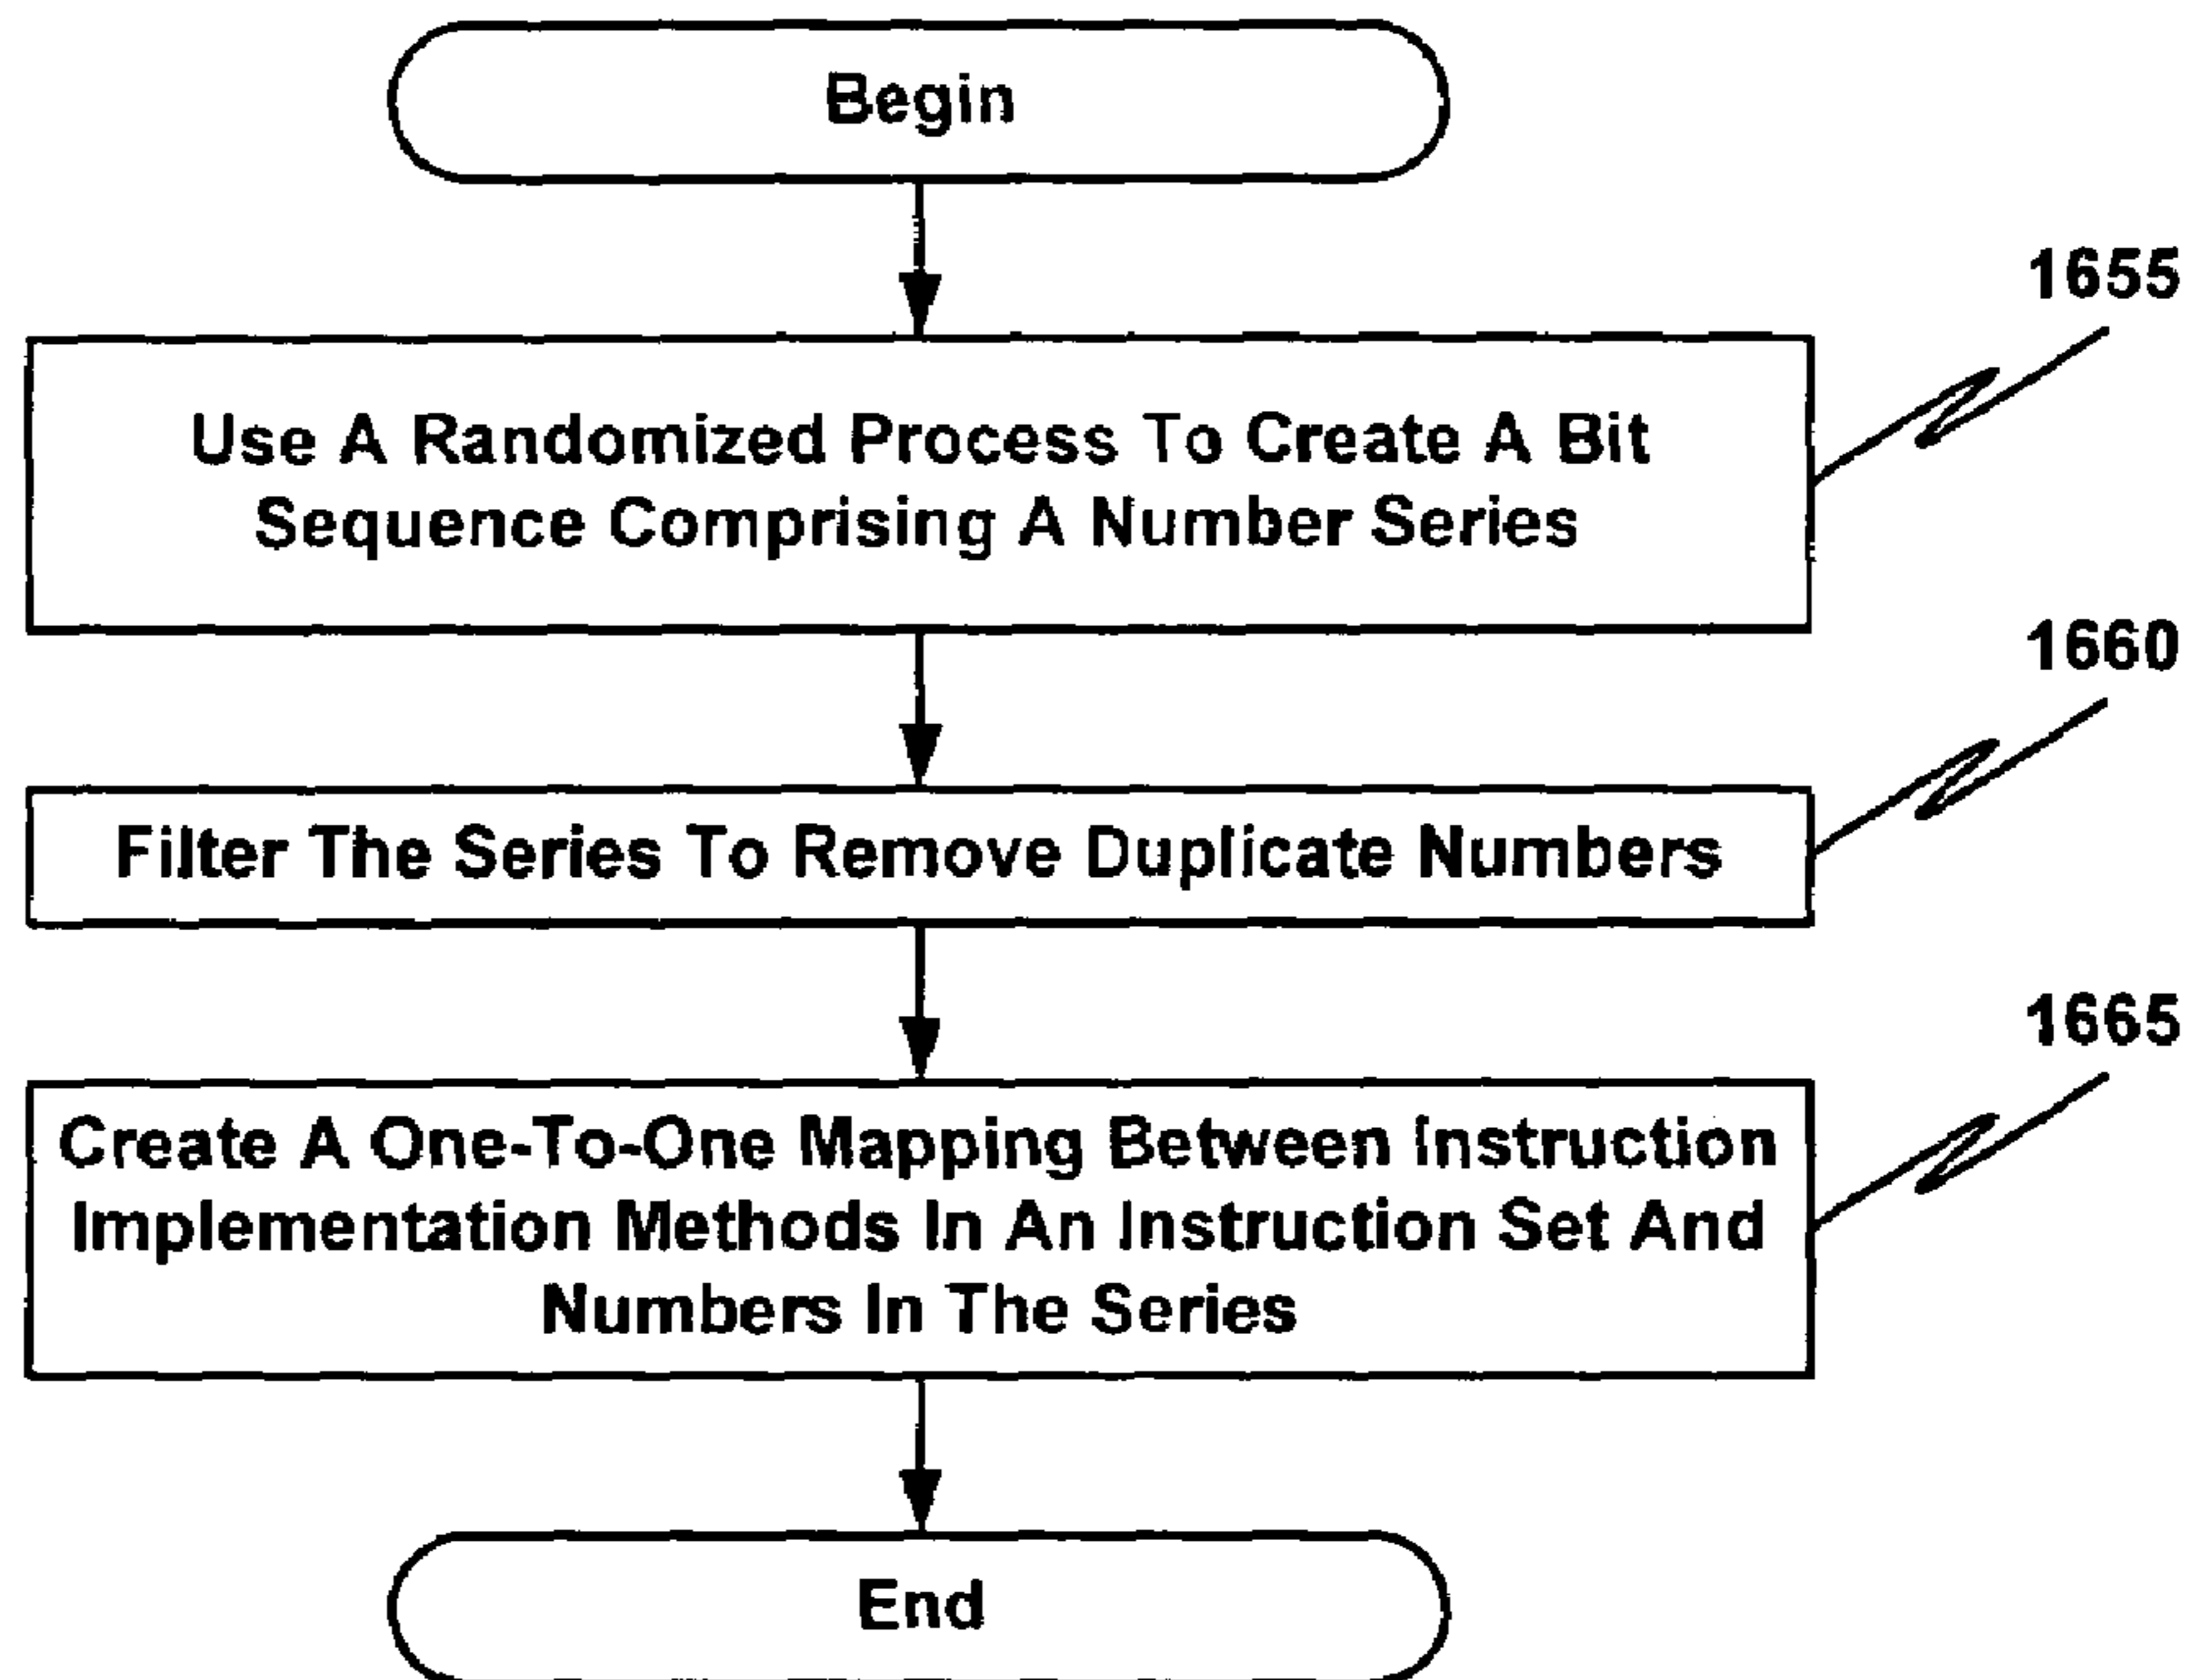 Begin
1655
Use A Randomized Process To Create A Bit
Sequence Comprising A Number Series
1660
Filter The Series To Remove Duplicate Numbers
1665
Create A One-To-One Mapping Between Instruction
Implementation Methods In An Instruction Set And
Numbers In The Series
End